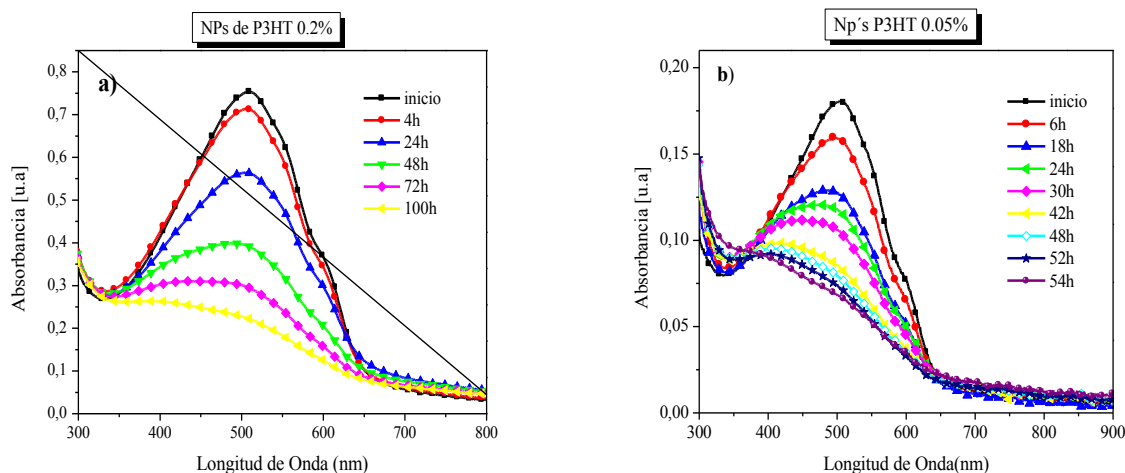 NPs de P3HT 0.2%
a)
inicio
4h
24h
48h
72h
100h
0,8
0,7
0,6
0,5
0,4
0,3
0,2
0,1
0,0
300 400 500 600 700 800
Absorbancia [u.a]
Longitud de Onda (nm)
Np´s P3HT 0.05%
b)
inicio
6h
18h
24h
30h
42h
48h
52h
54h
0,20
0,15
0,10
0,05
0,00
300 400 500 600 700 800 900
Absorbancia [u.a]
Longitud de Onda(nm)